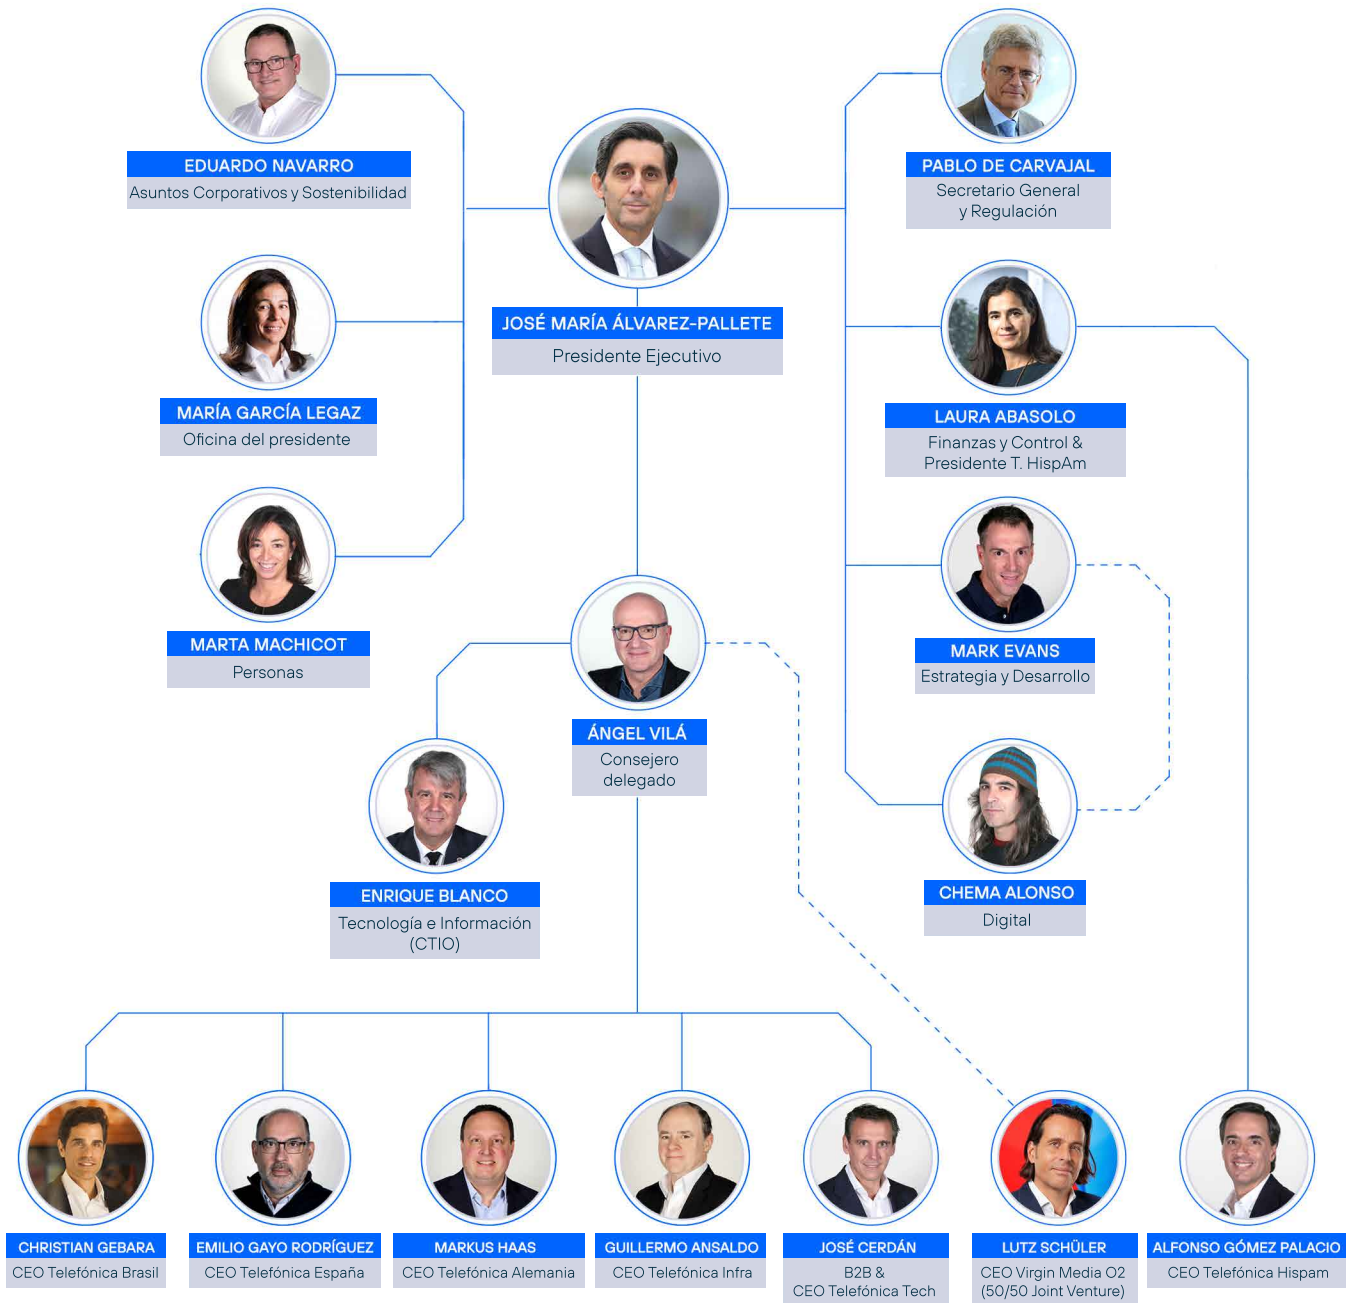 EDUARDO NAVARRO
Asuntos Corporativos y Sostenibilidad
PABLO DE CARVAJAL
Secretario General
y Regulación
JOSÉ MARÍA ÁLVAREZ-PALLETE
Presidente Ejecutivo
MARÍA GARCÍA LEGAZ
Oficina del presidente
LAURA ABASOLO
Finanzas y Control &
Presidente T. HispAm
MARTA MACHICOT
Personas
MARK EVANS
Estrategia y Desarrollo
ÁNGEL VILÁ
Consejero
delegado
ENRIQUE BLANCO
Tecnología e Información
(CTIO)
CHEMA ALONSO
Digital
CHRISTIAN GEBARA
CEO Telefónica Brasil
EMILIO GAYO RODRÍGUEZ
CEO Telefónica España
MARKUS HAAS
CEO Telefónica Alemania
GUILLERMO ANSALDO
CEO Telefónica Infra
JOSÉ CERDÁN
B2B &
CEO Telefónica Tech
LUTZ SCHÜLER
CEO Virgin Media O2
(50/50 Joint Venture)
ALFONSO GÓMEZ PALACIO
CEO Telefónica Hispam